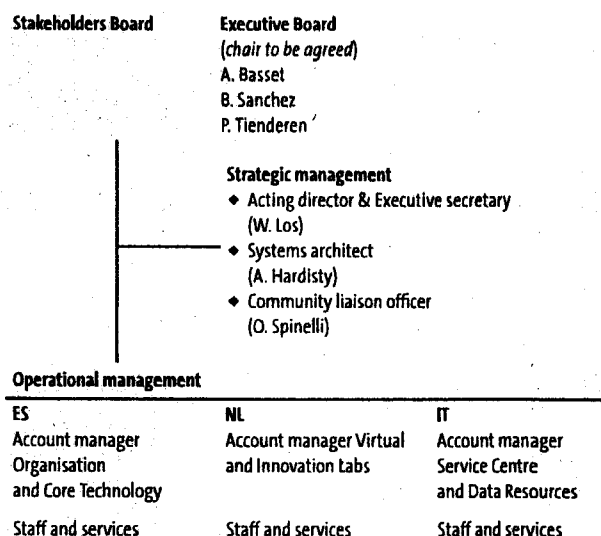 Stakeholders Board
Executive Board
(chair to be agreed)
A. Basset
B. Sanchez
P. Tienderen
Strategic management
◆ Acting director & Executive secretary
(W. Los)
◆ Systems architect
(A. Hardisty)
◆ Community liaison officer
(O. Spinelli)
Operational management
ES
Account manager
Organisation
and Core Technology
Staff and services
NL
Account manager Virtual
and Innovation Labs
Staff and services
IT
Account manager
Service Centre
and Data Resources
Staff and services